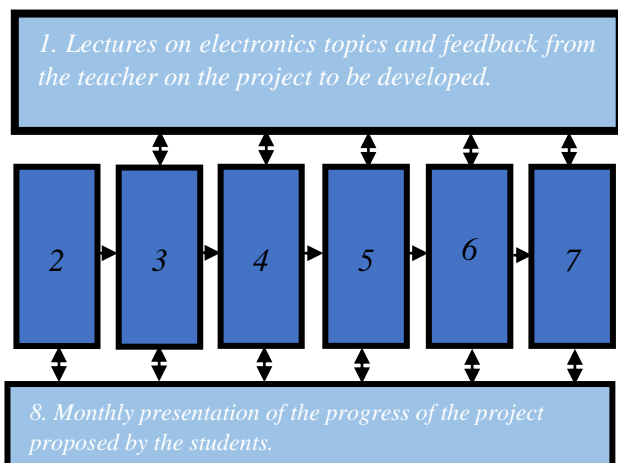 1. Lectures on electronics topics and feedback from
the teacher on the project to be developed.
2
3
4
5
6
7
8. Monthly presentation of the progress of the project
proposed by the students.